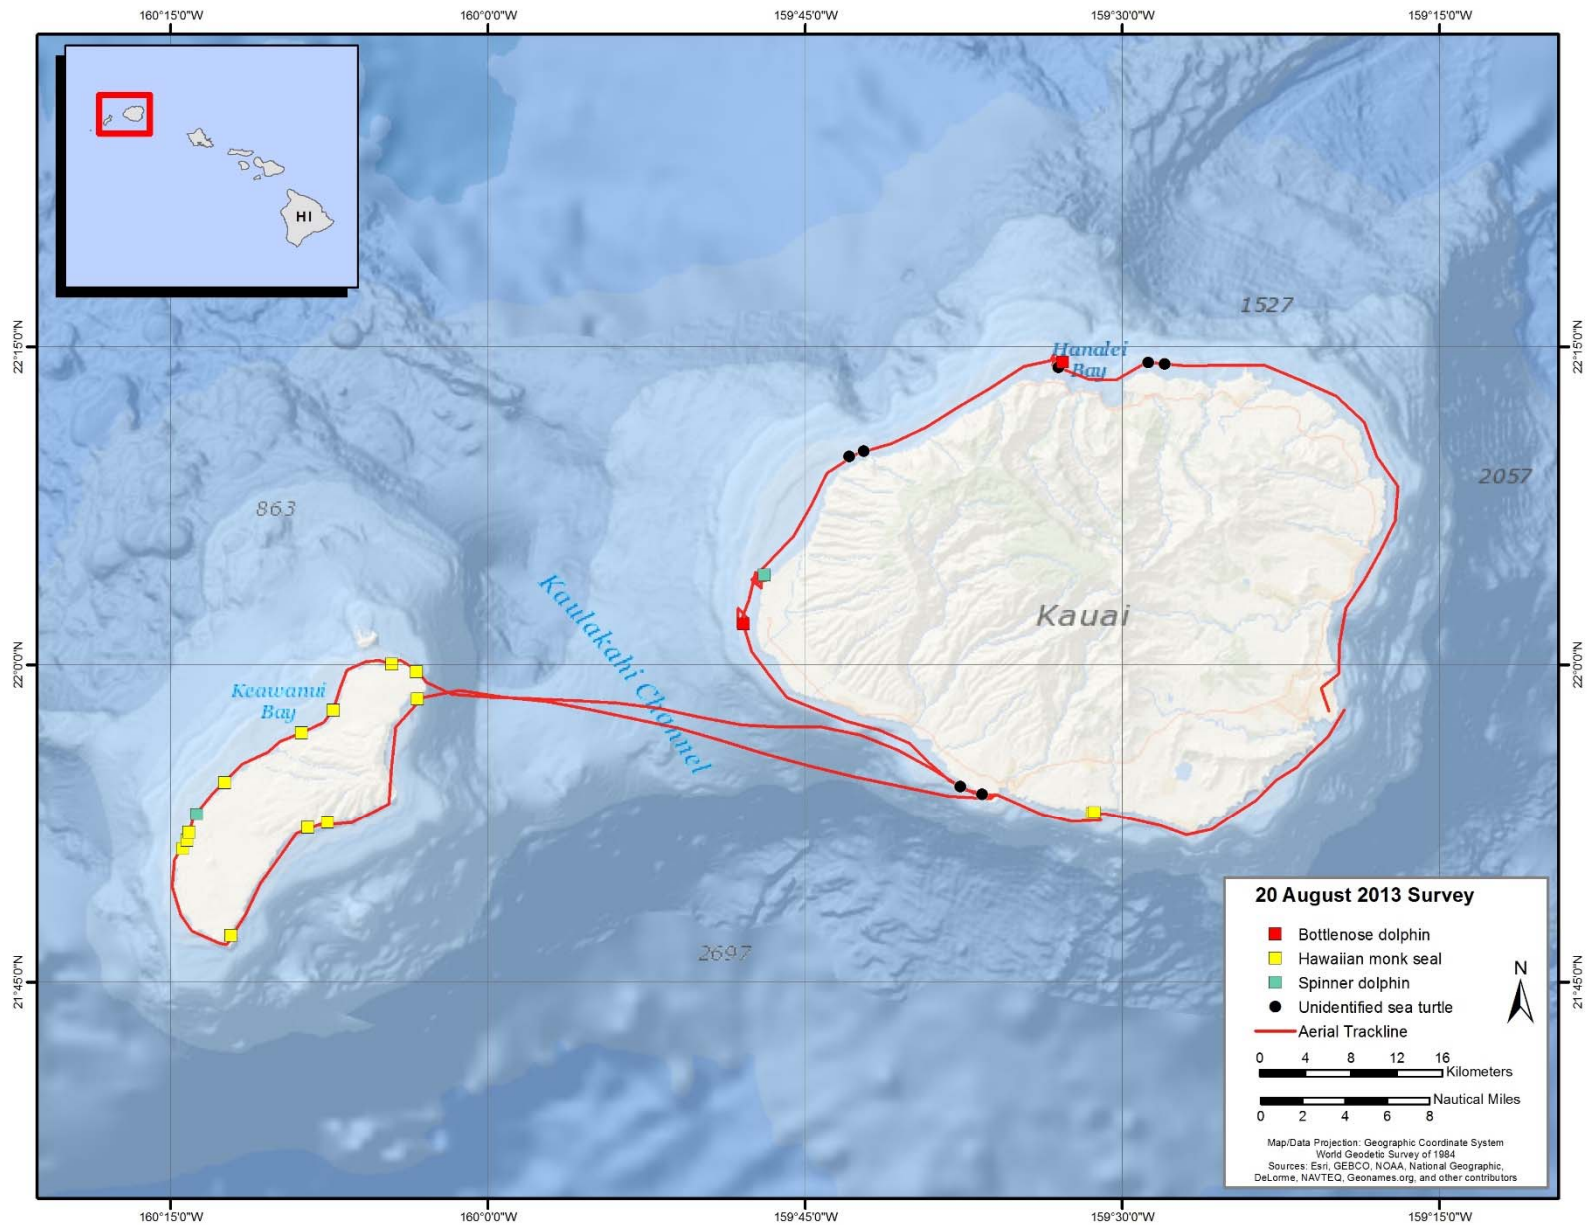 160°15'0"W
160°0'0"W
159°45'0"W
159°30'0"W
159°15'0"W
HI
1527
22°15'0"N
Hanalei
Bay
22°15'0"N
2057
863
Kaulakahi Channel
Kauai
22°0'0"N
22°0'0"N
Keawanui
Bay
2697
21°45'0"N
21°45'0"N
20 August 2013 Survey
Bottlenose dolphin
Hawaiian monk seal
Spinner dolphin
Unidentified sea turtle
Aerial Trackline
N
0 4 8 12 16
Kilometers
Nautical Miles
0 2 4 6 8
Map/Data Projection: Geographic Coordinate System
World Geodetic Survey of 1984
Sources: Esri, GEBCO, NOAA, National Geographic,
DeLorme, NAVTEQ, Geonames.org, and other contributors
160°15'0"W
160°0'0"W
159°45'0"W
159°30'0"W
159°15'0"W